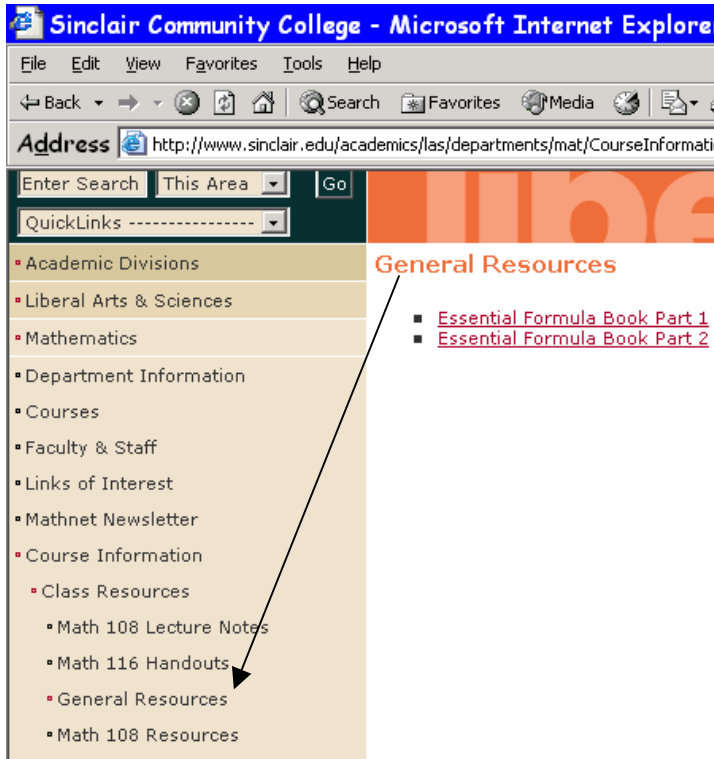 Sinclair Community College - Microsoft Internet Explorer
File Edit View Favorites Tools Help
Back Search Favorites Media
Address http://www.sinclair.edu/academics/las/departments/mat/CourseInformati
Enter Search This Area Go
QuickLinks ----------------
libe
Academic Divisions
Liberal Arts & Sciences
Mathematics
Department Information
Courses
Faculty & Staff
Links of Interest
Mathnet Newsletter
Course Information
Class Resources
Math 108 Lecture Notes
Math 116 Handouts
General Resources
Math 108 Resources
General Resources
Essential Formula Book Part 1
Essential Formula Book Part 2